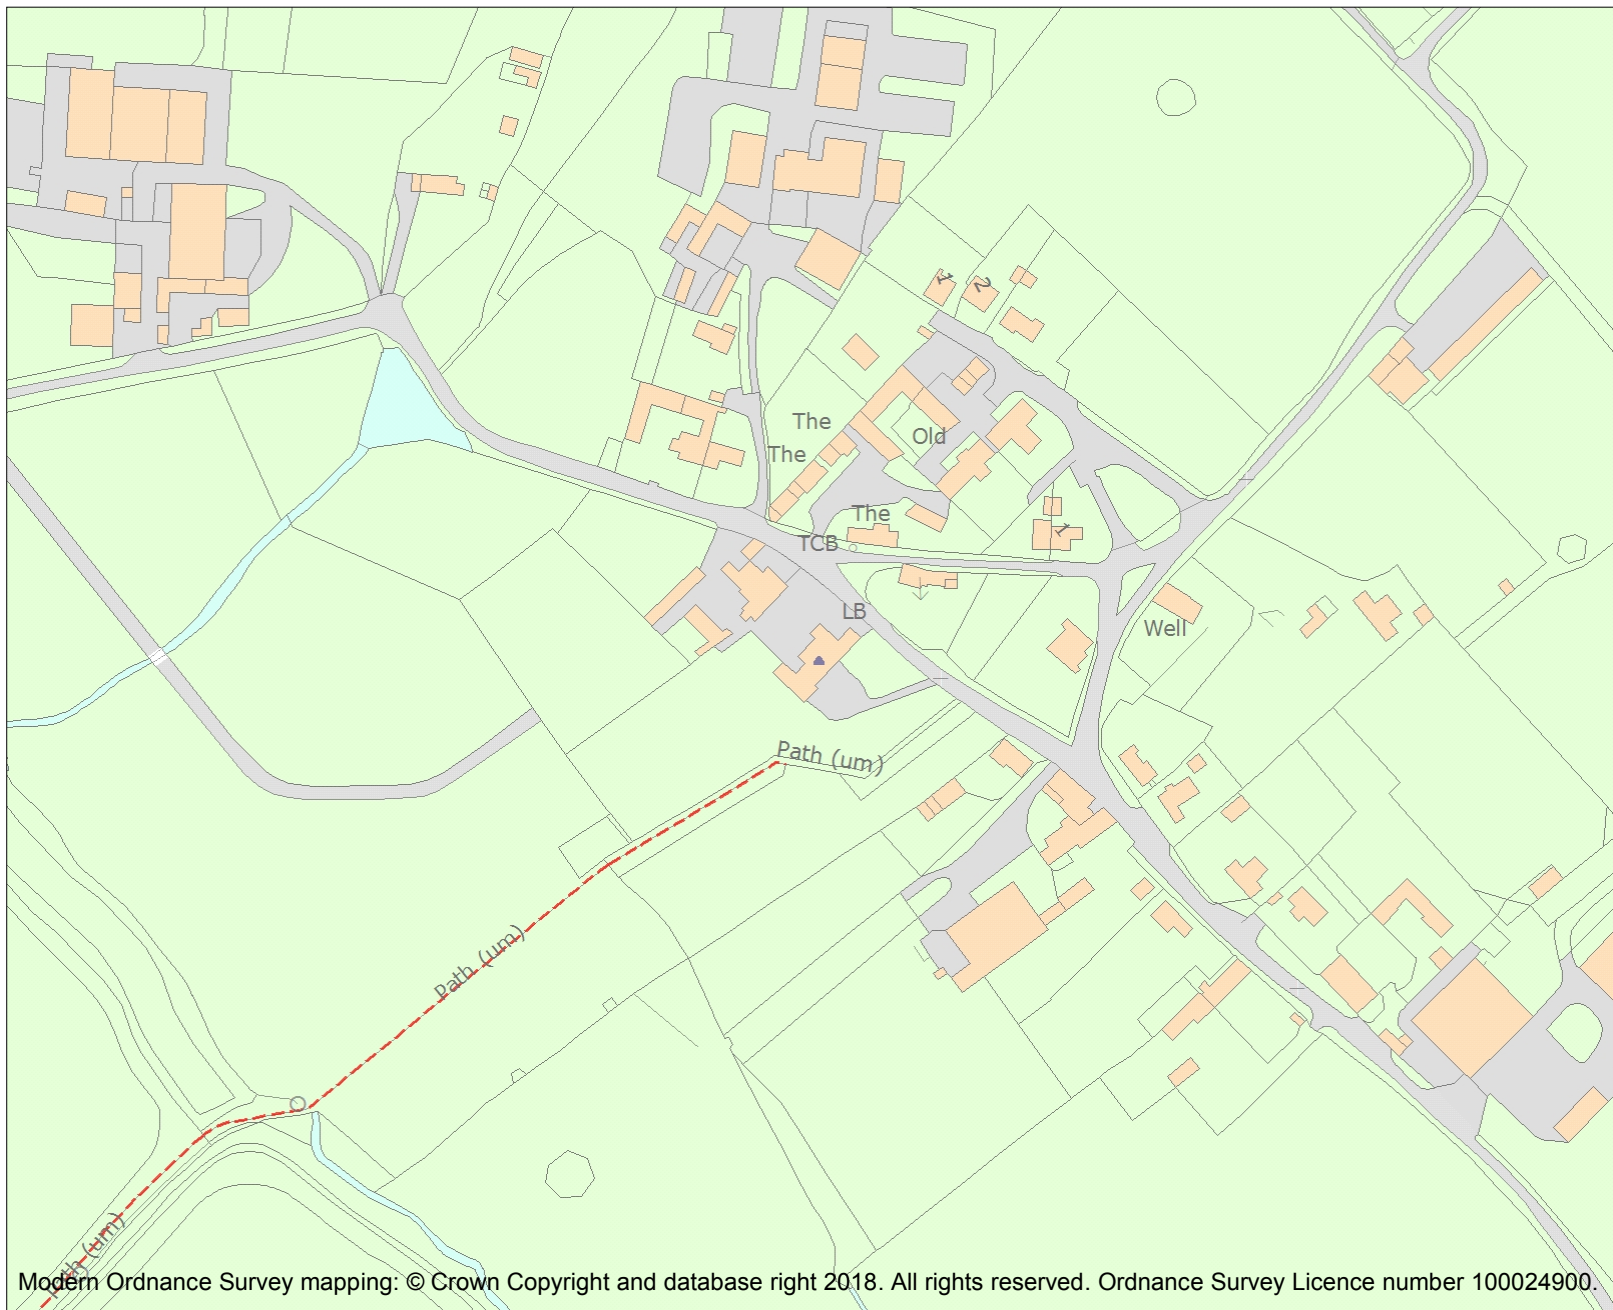 1
2
The
The
Old
The
1
TCB
LB
Well
Path (um)
Path (um)
Path (um)
Modern Ordnance Survey mapping: © Crown Copyright and database right 2018. All rights reserved. Ordnance Survey Licence number 100024900.